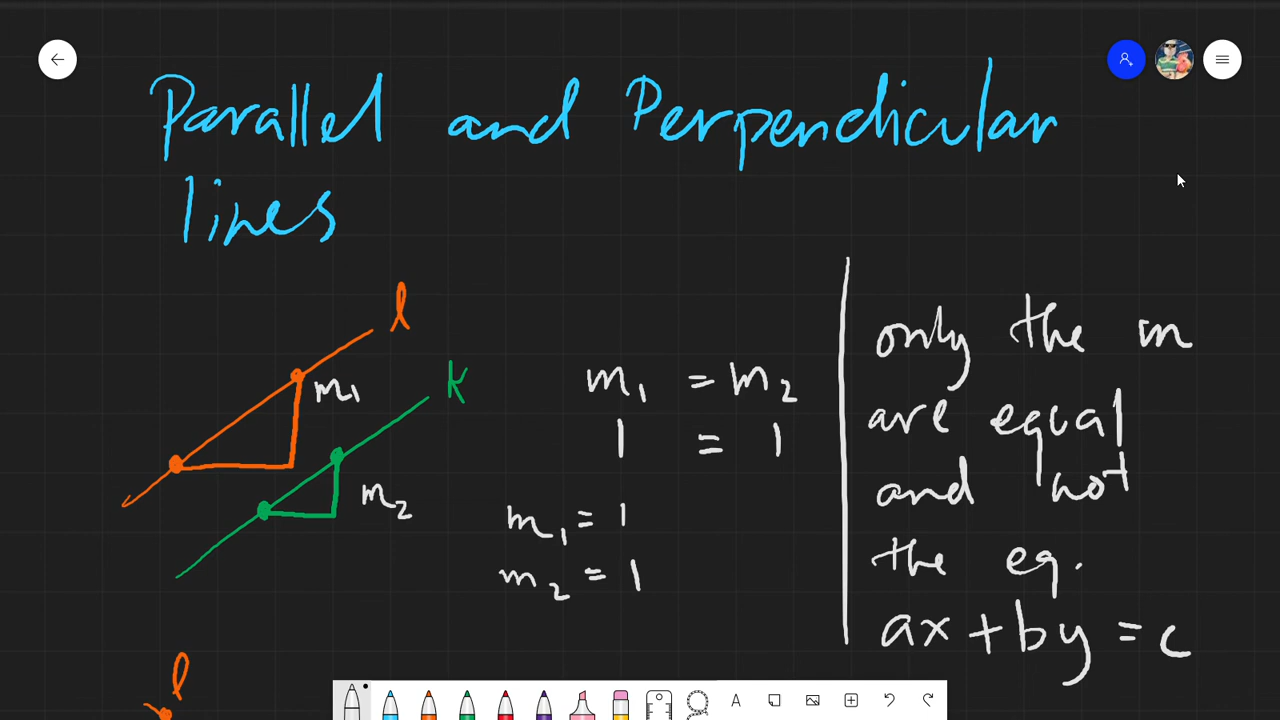 Parallel and Perpendicular
lines
l
k
m1
m2
m1 = m2
1 = 1
m1 = 1
m2 = 1
only the m
are equal
and not
the eq.
ax + by = c
l
A